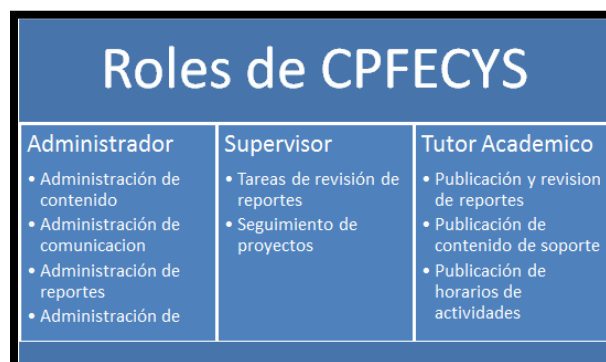 Roles de CPFECYS
Administrador
• Administración de
contenido
• Administración de
comunicacion
• Administración de
reportes
• Administración de
Supervisor
• Tareas de revisión de
reportes
• Seguimiento de
proyectos
Tutor Academico
• Publicación y revision
de reportes
• Publicación de
contenido de soporte
• Publicación de
horarios de
actividades